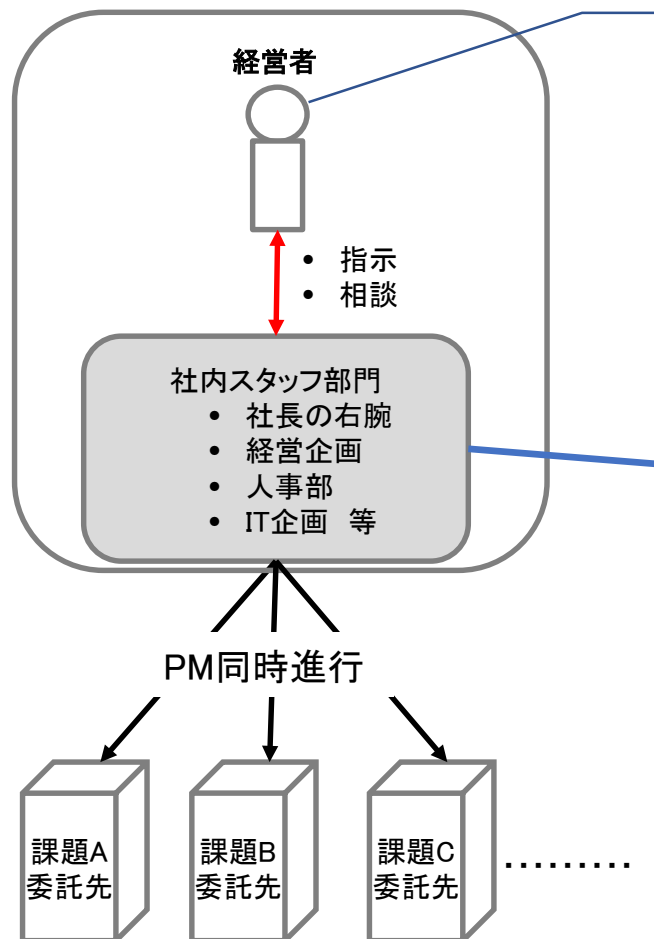 経営者
• 指示
• 相談
社内スタッフ部門
• 社長の右腕
• 経営企画
• 人事部
• IT企画　等
PM同時進行
課題A
委託先
課題B
委託先
課題C
委託先
………